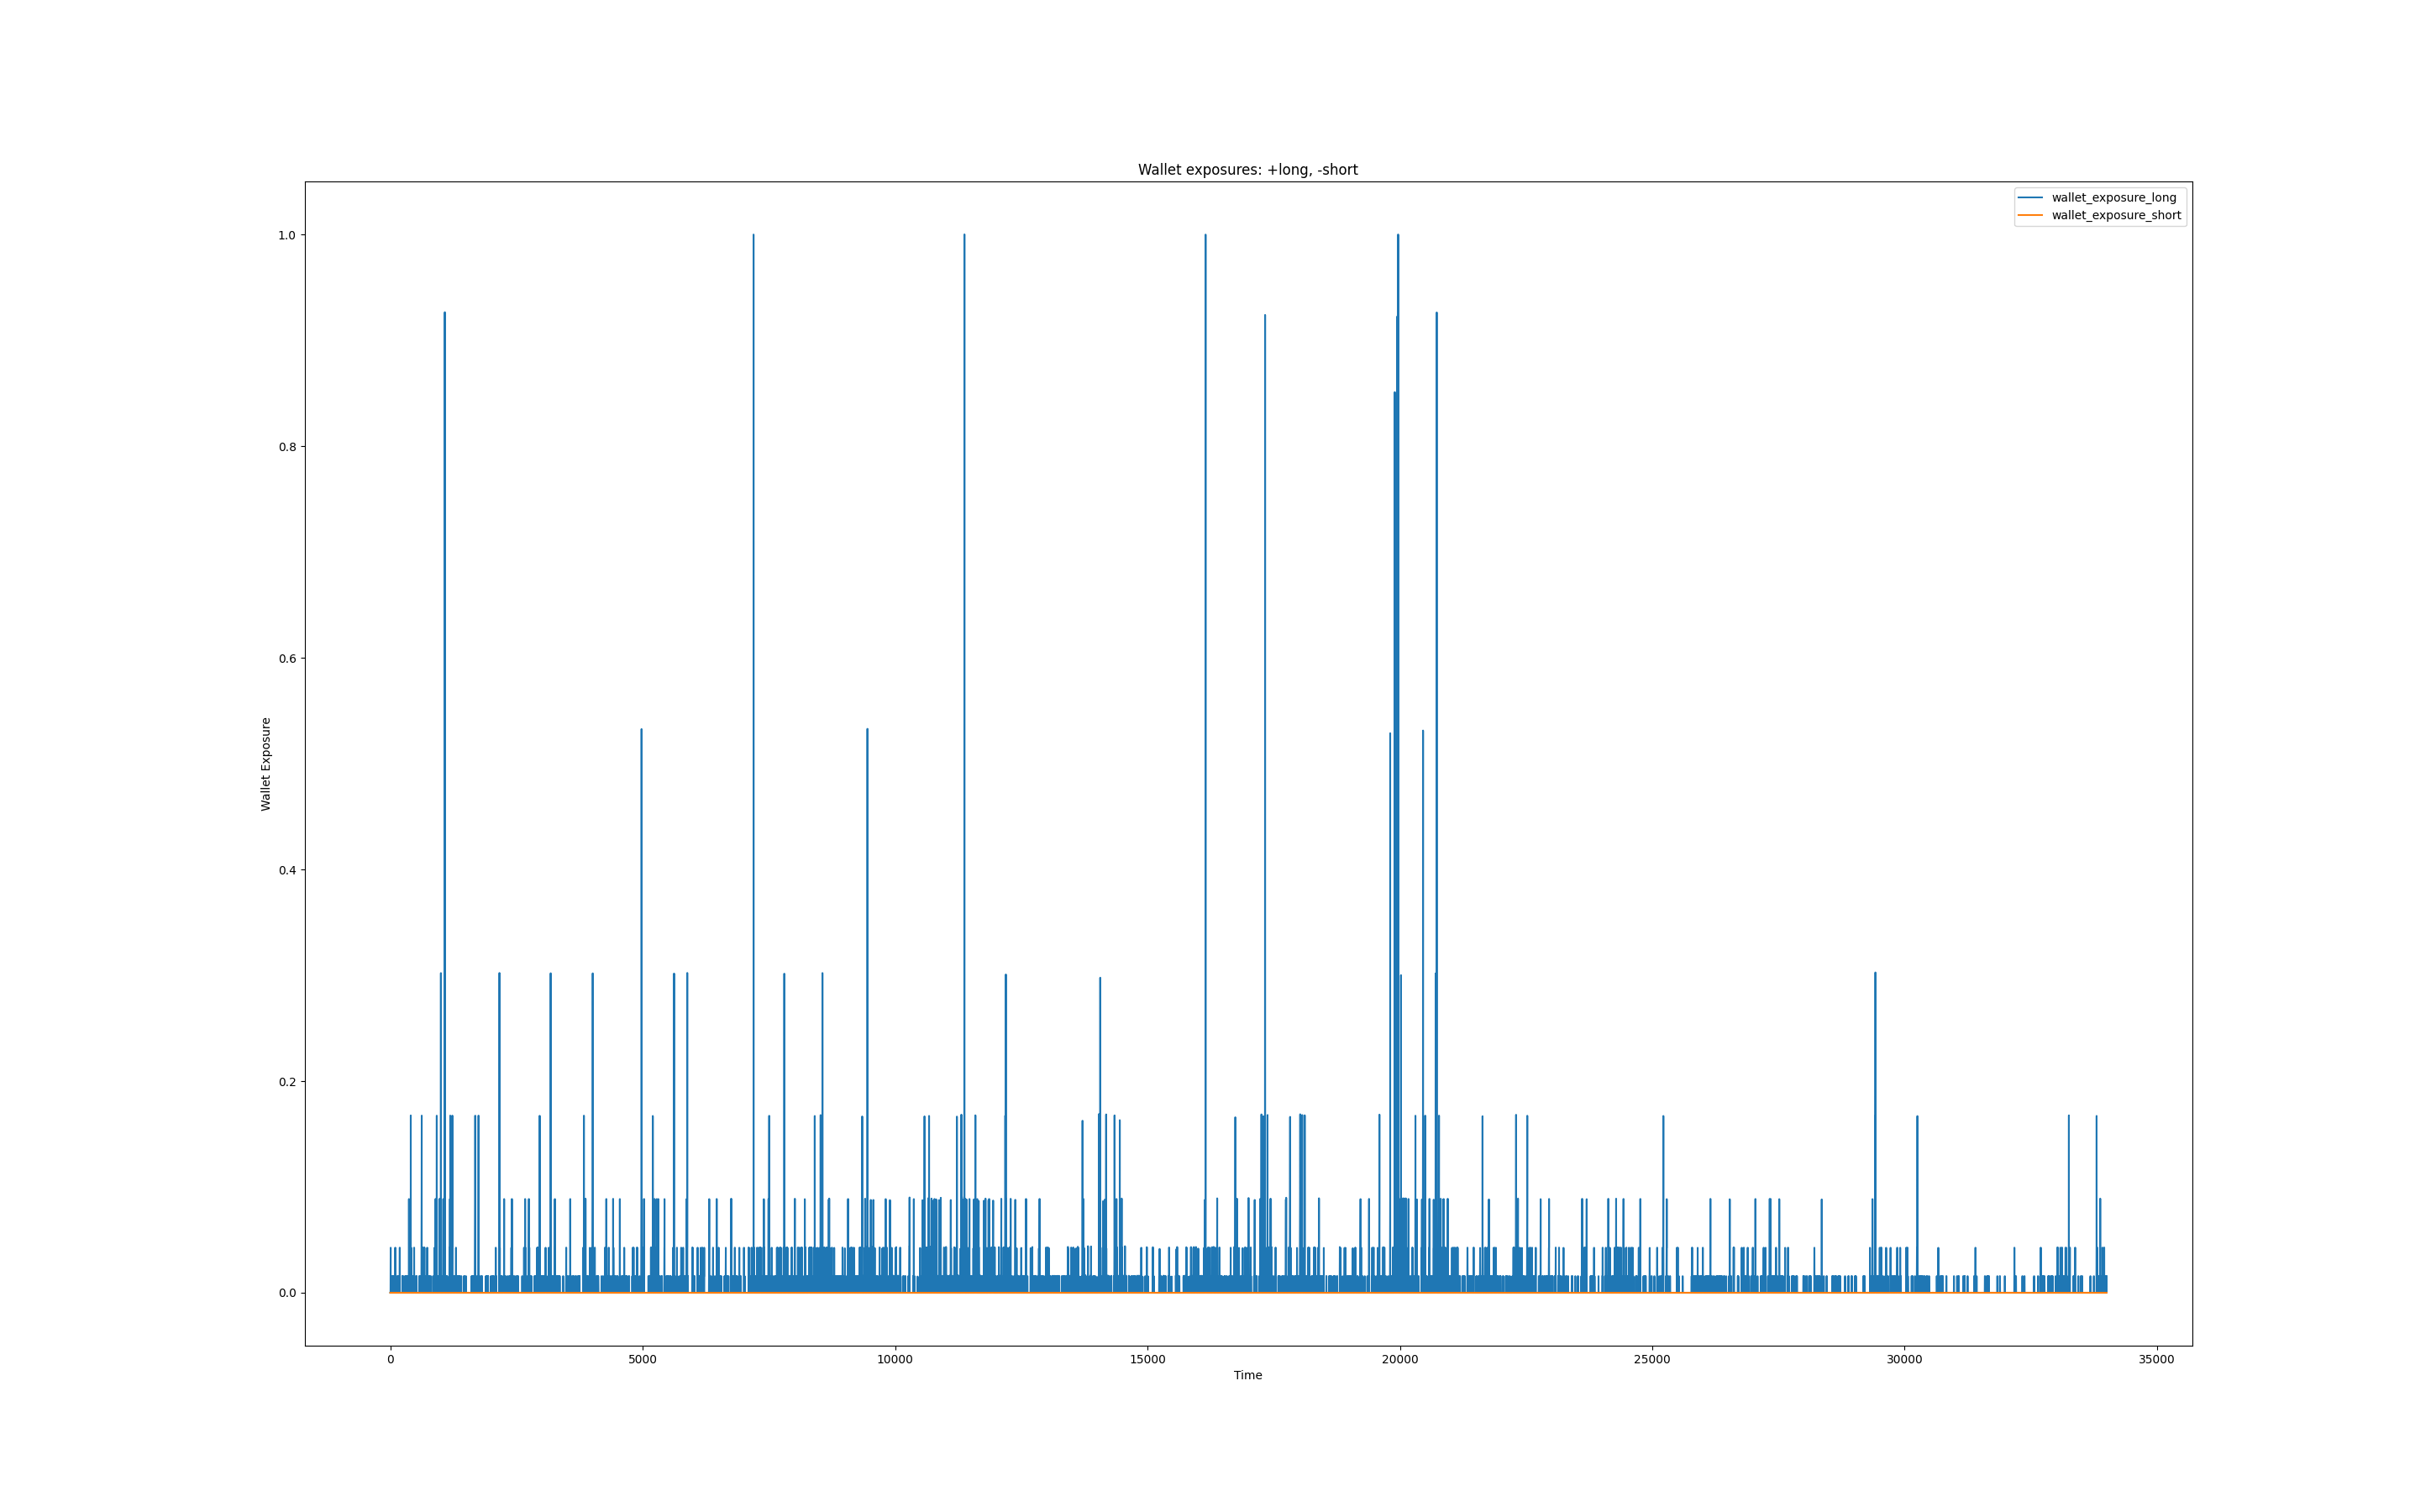 Wallet exposures: +long, -short
wallet_exposure_long
wallet_exposure_short
1.0
0.8
0.6
0.4
0.2
0.0
Wallet Exposure
0 5000 10000 15000 20000 25000 30000 35000
Time